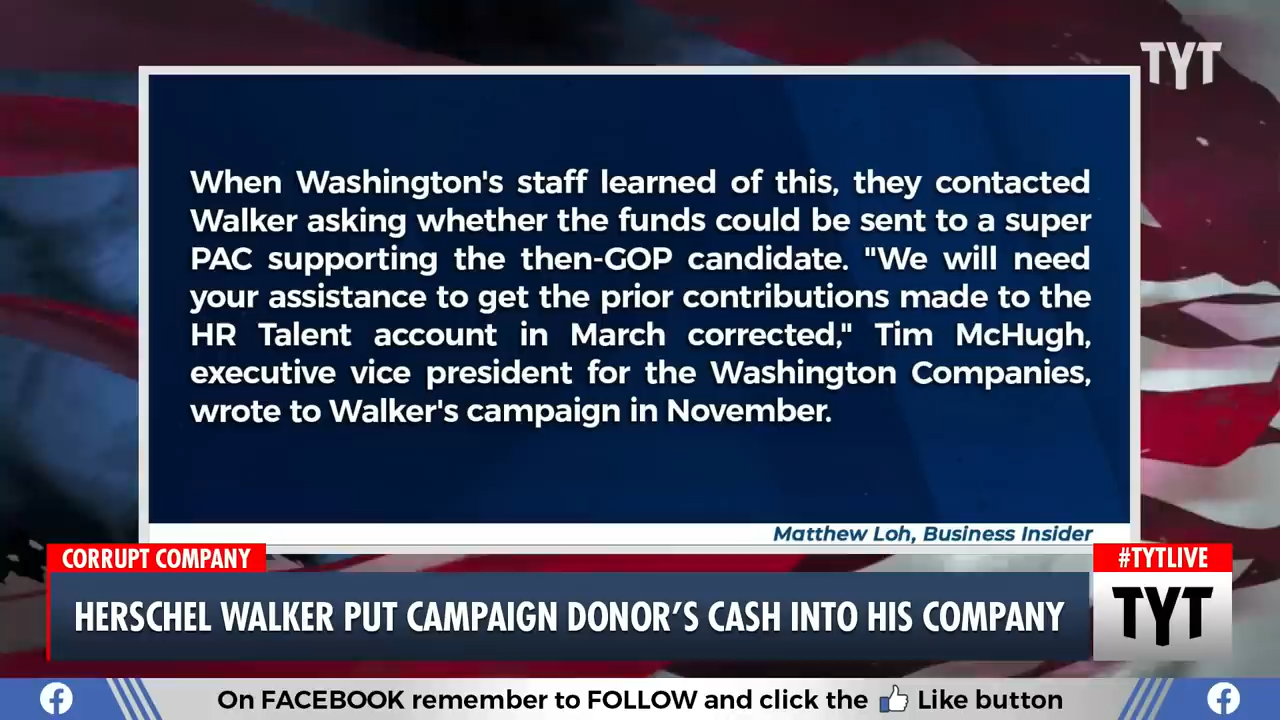 TYT
When Washington's staff learned of this, they contacted
Walker asking whether the funds could be sent to a super
PAC supporting the then-GOP candidate. "We will need
your assistance to get the prior contributions made to the
HR Talent account in March corrected," Tim McHugh,
executive vice president for the Washington Companies,
wrote to Walker's campaign in November.
Matthew Loh, Business Insider
CORRUPT COMPANY
#TYTLIVE
HERSCHEL WALKER PUT CAMPAIGN DONOR’S CASH INTO HIS COMPANY
TYT
On FACEBOOK remember to FOLLOW and click the Like button